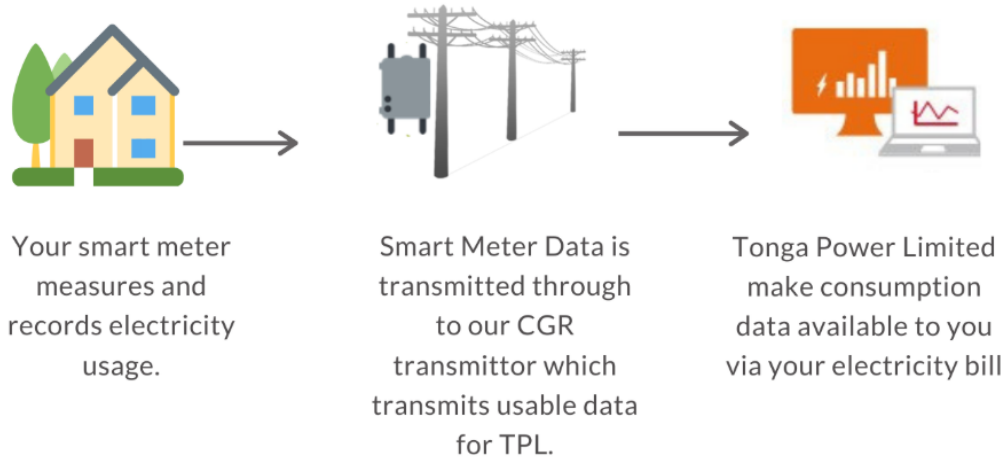 Your smart meter
measures and
records electricity
usage.
Smart Meter Data is
transmitted through
to our CGR
transmittor which
transmits usable data
for TPL.
Tonga Power Limited
make consumption
data available to you
via your electricity bill